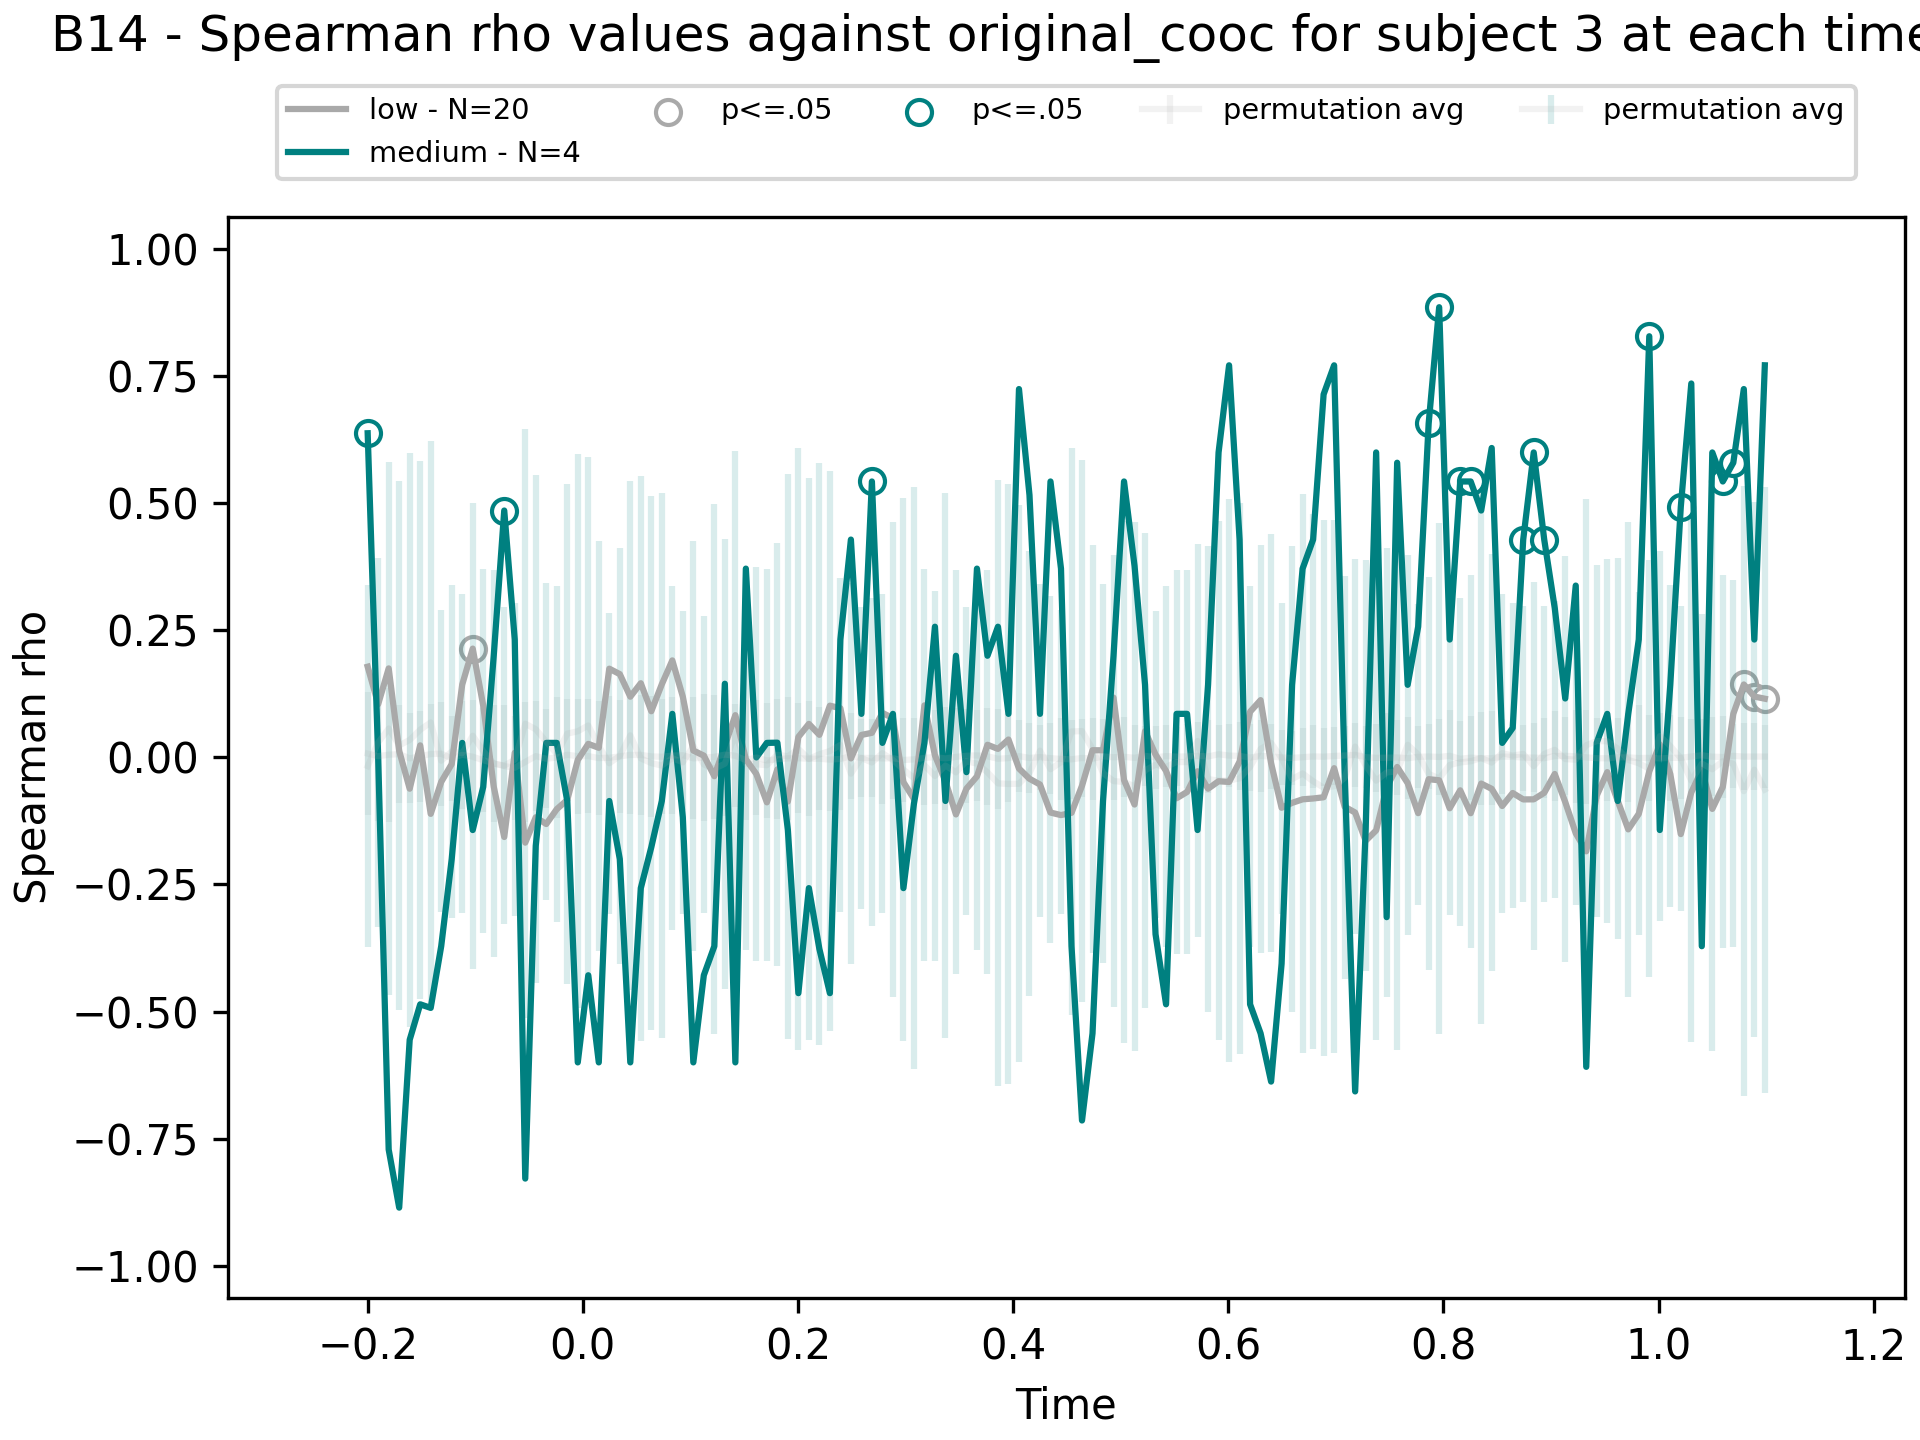 B14 - Spearman rho values against original_cooc for subject 3 at each time
low - N=20 p<=.05 p<=.05 permutation avg permutation avg
medium - N=4
1.00
0.75
0.50
0.25
0.00
−0.25
−0.50
−0.75
−1.00
Spearman rho
−0.2 0.0 0.2 0.4 0.6 0.8 1.0 1.2
Time